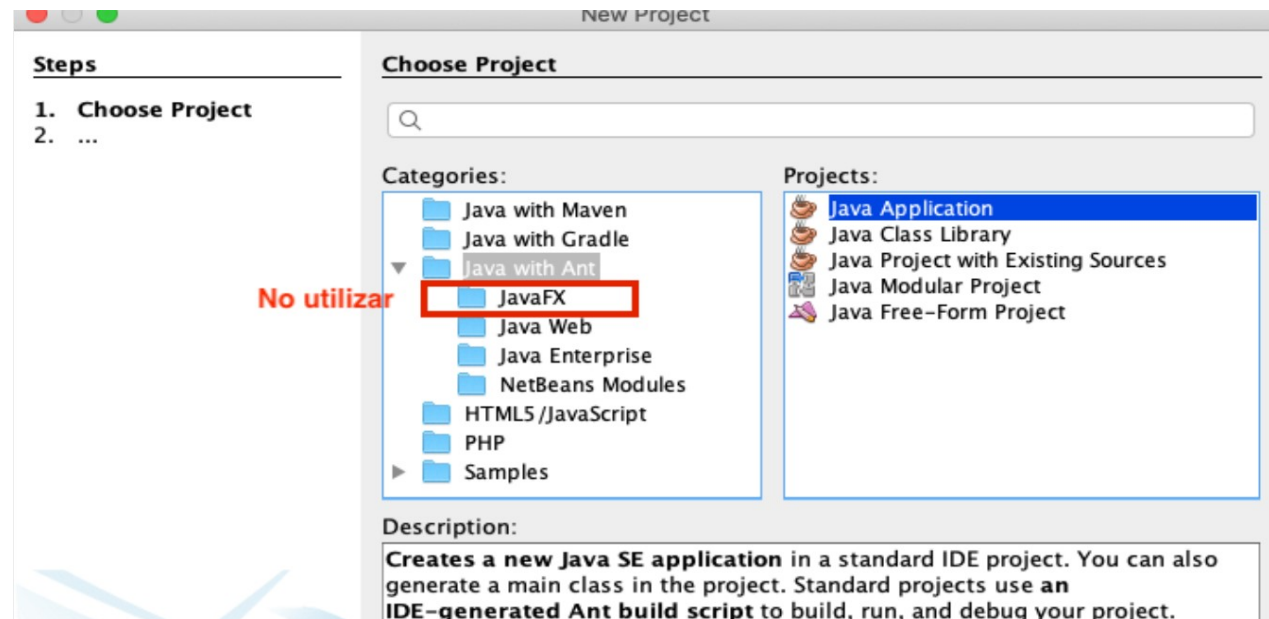 New Project
Steps
1. Choose Project
2. ...
Choose Project
Categories:
Java with Maven
Java with Gradle
Java with Ant
No utilizar
JavaFX
Java Web
Java Enterprise
NetBeans Modules
HTML5/JavaScript
PHP
Samples
Projects:
Java Application
Java Class Library
Java Project with Existing Sources
Java Modular Project
Java Free-Form Project
Description:
Creates a new Java SE application in a standard IDE project. You can also
generate a main class in the project. Standard projects use an
IDE-generated Ant build script to build, run, and debug your project.